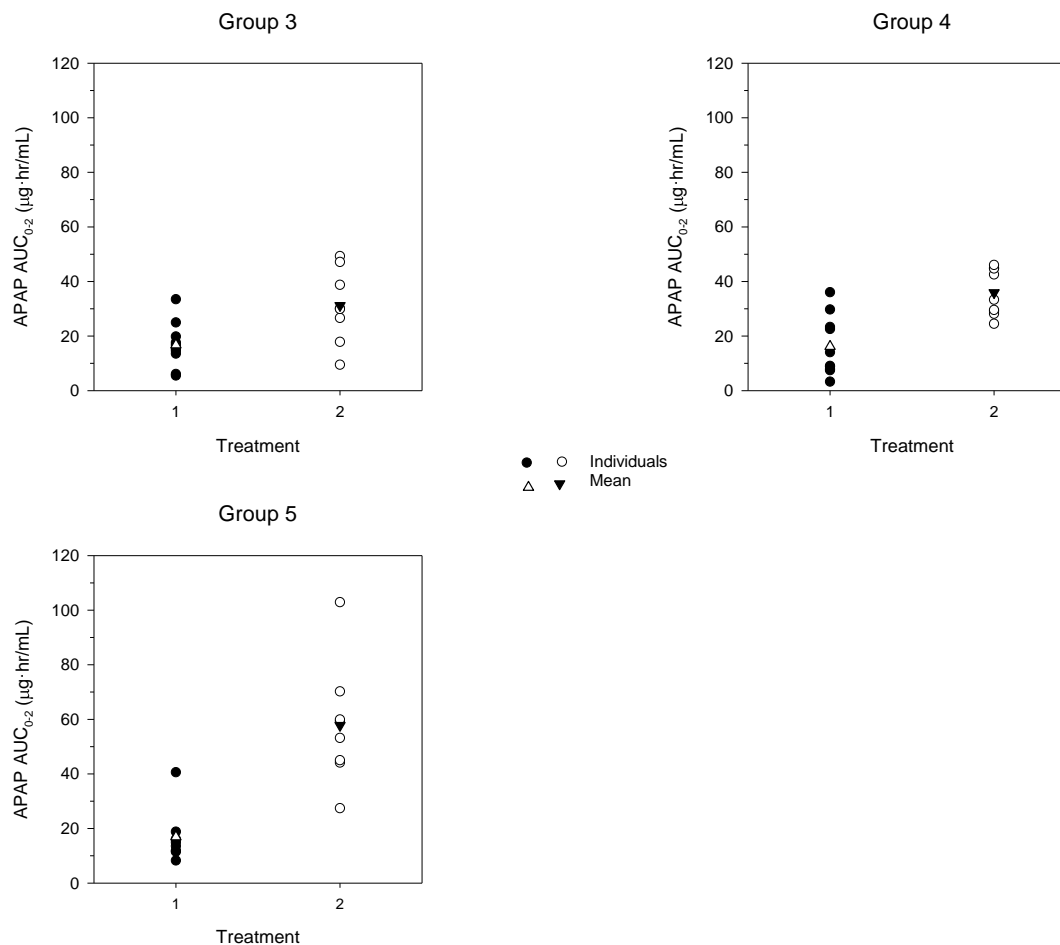 Group 3
120
100
80
60
40
20
0
APAP AUC0-2 (μg·hr/mL)
1 2
Treatment
Group 4
120
100
80
60
40
20
0
APAP AUC0-2 (μg·hr/mL)
1 2
Treatment
Individuals
Mean
Group 5
120
100
80
60
40
20
0
APAP AUC0-2 (μg·hr/mL)
1 2
Treatment